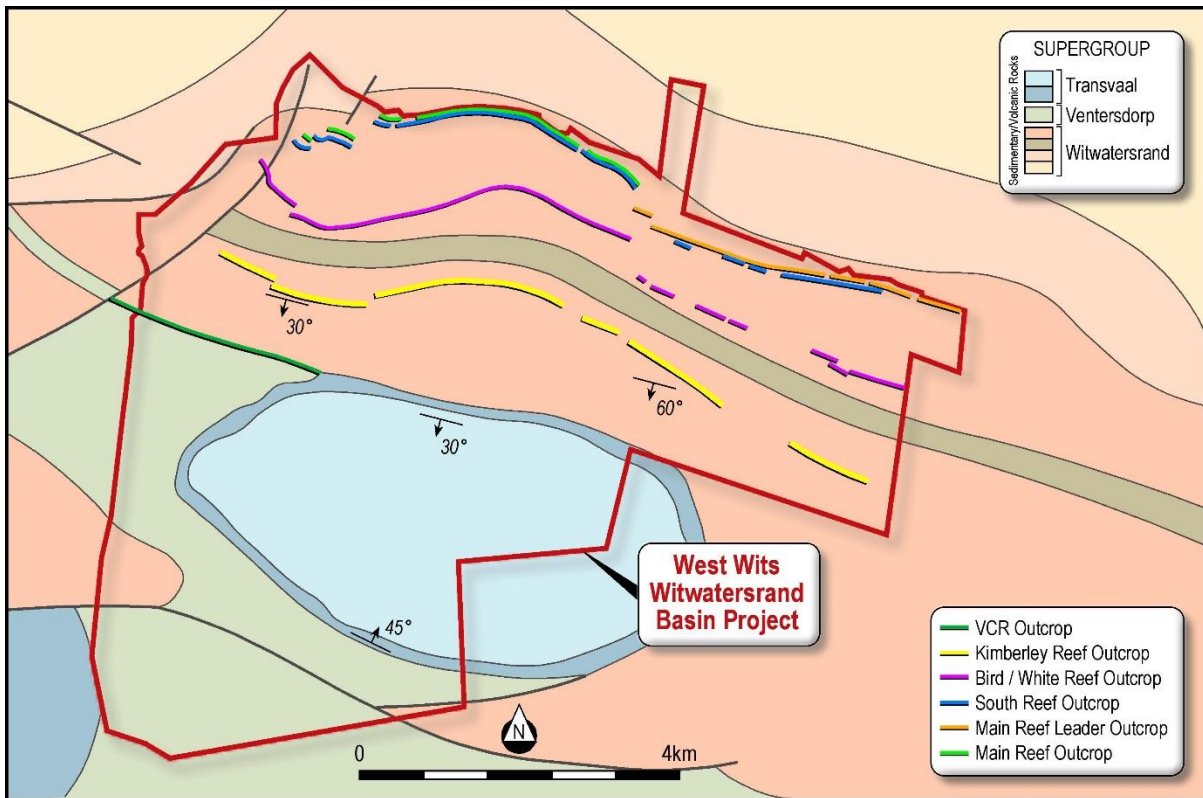 SUPERGROUP
Sedimentary/Volcanic Rocks
Transvaal
Ventersdorp
Witwatersrand
30°
60°
30°
45°
West Wits
Witwatersrand
Basin Project
N
0 4km
VCR Outcrop
Kimberley Reef Outcrop
Bird / White Reef Outcrop
South Reef Outcrop
Main Reef Leader Outcrop
Main Reef Outcrop